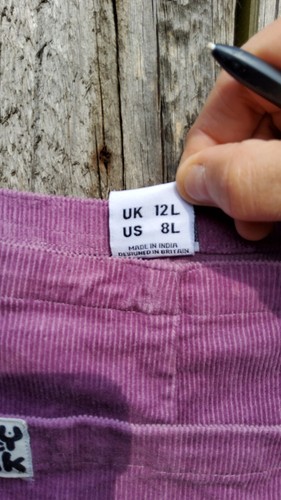 UK 12L
US 8L
MADE IN INDIA
DESIGNED IN BRITAIN